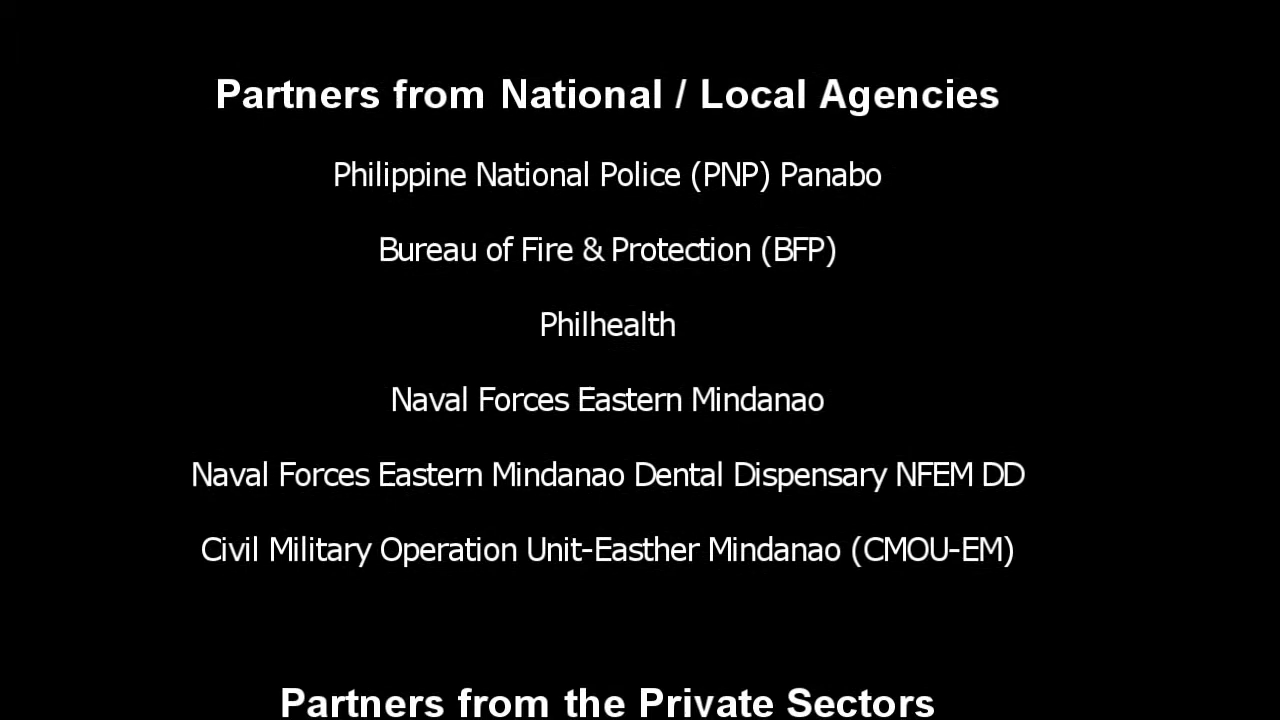 Partners from National / Local Agencies
Philippine National Police (PNP) Panabo
Bureau of Fire & Protection (BFP)
Philhealth
Naval Forces Eastern Mindanao
Naval Forces Eastern Mindanao Dental Dispensary NFEM DD
Civil Military Operation Unit-Easther Mindanao (CMOU-EM)
Partners from the Private Sectors